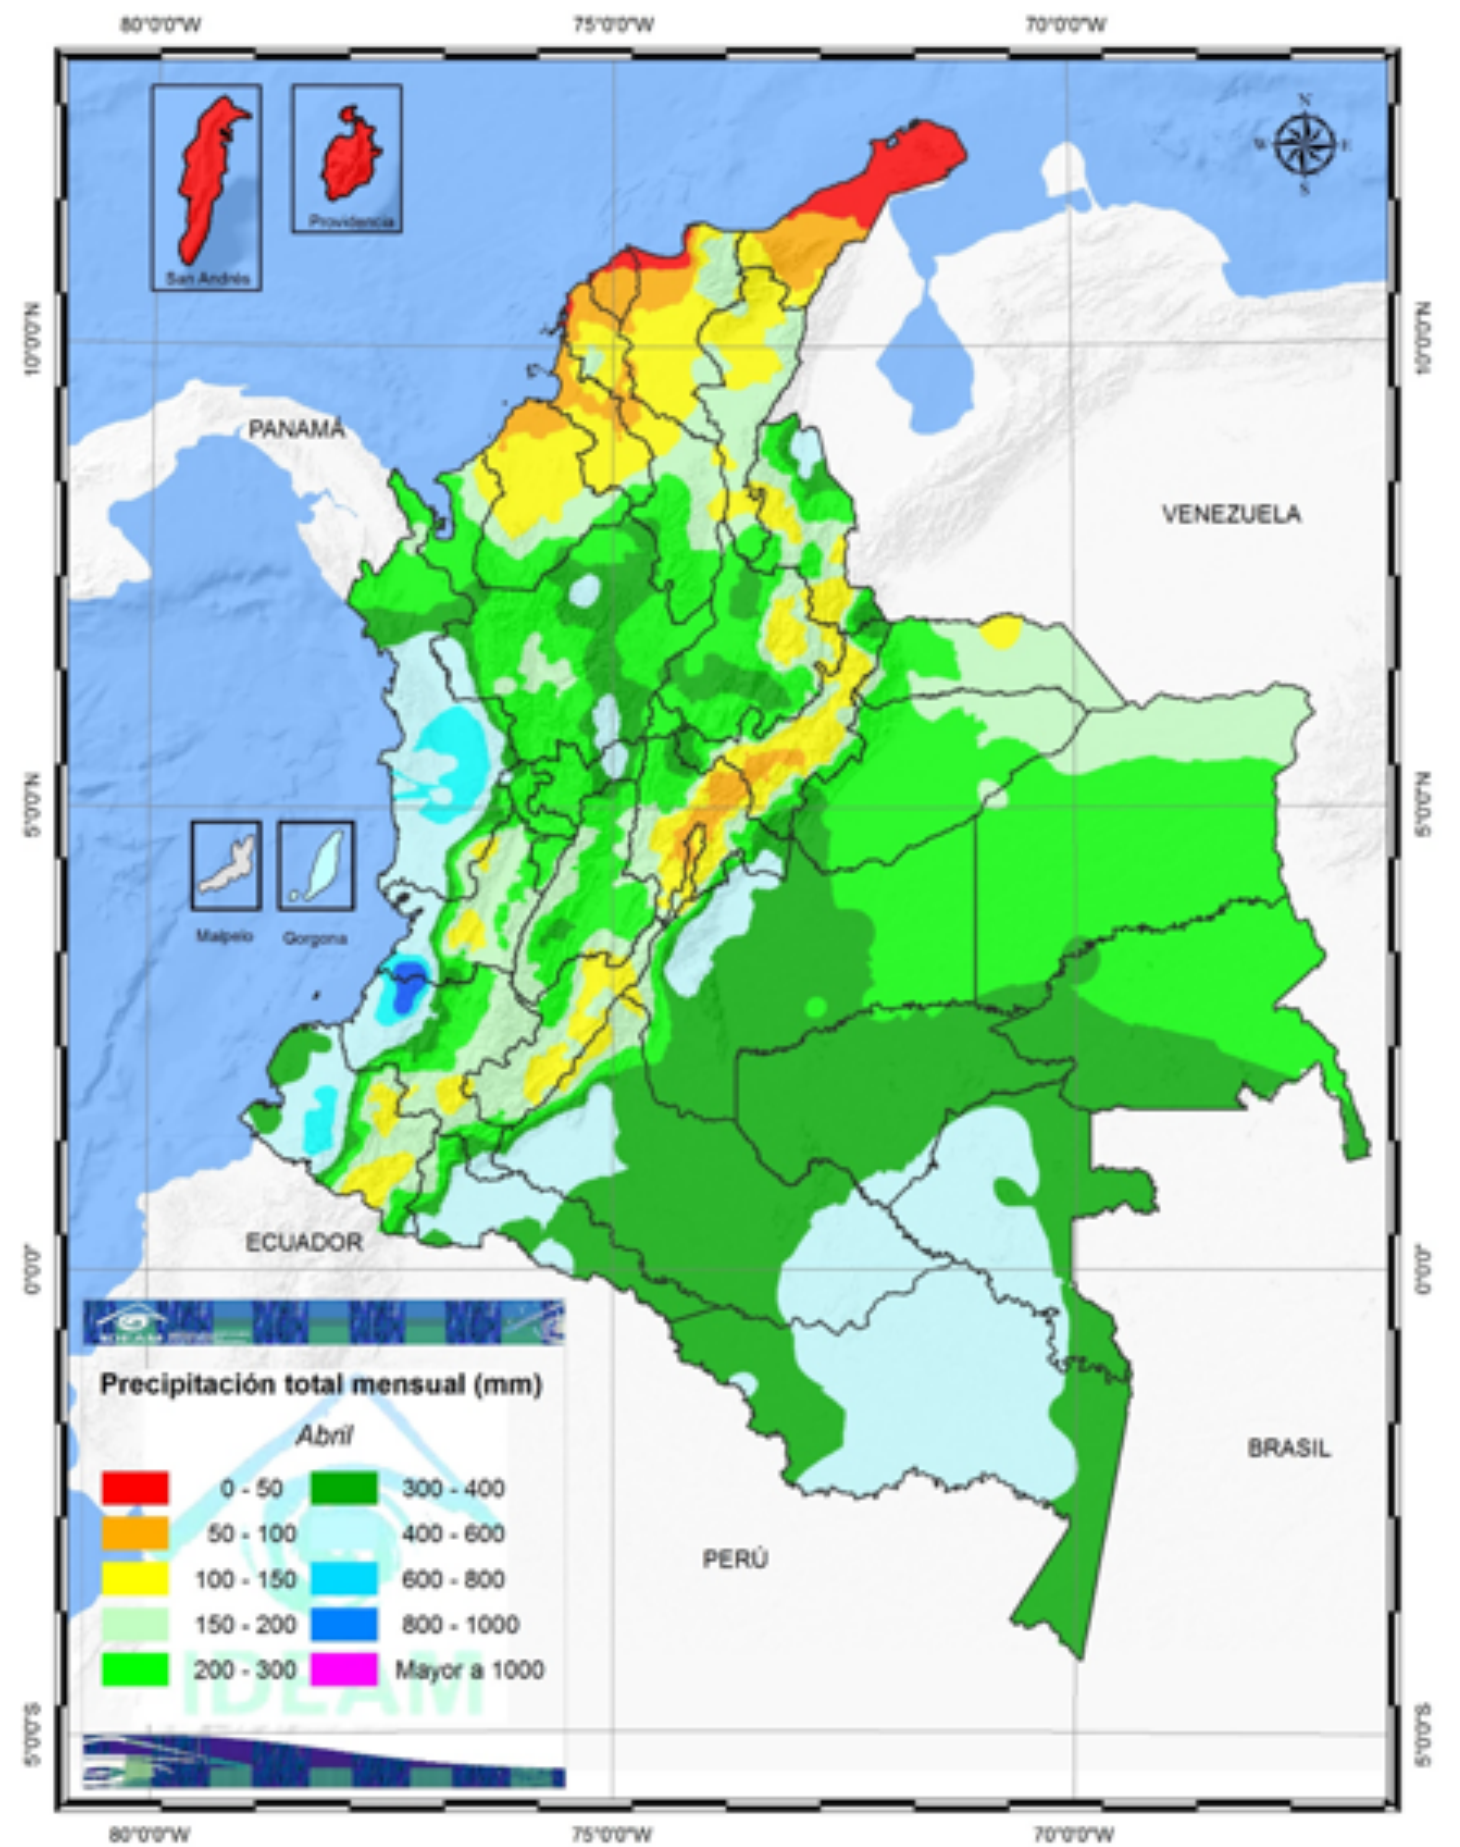 80°0'0"W 75°0'0"W 70°0'0"W
N
W E
S
San Andrés
Providencia
10°0'0"N
10°0'0"N
PANAMÁ
VENEZUELA
5°0'0"N
5°0'0"N
Malpelo
Gorgona
ECUADOR
0°0'0"
0°0'0"
IDEAM
Precipitación total mensual (mm)
Abril
0 - 50
300 - 400
50 - 100
400 - 600
100 - 150
600 - 800
150 - 200
800 - 1000
200 - 300
Mayor a 1000
IDEAM
BRASIL
PERÚ
5°0'0"S
5°0'0"S
80°0'0"W 75°0'0"W 70°0'0"W